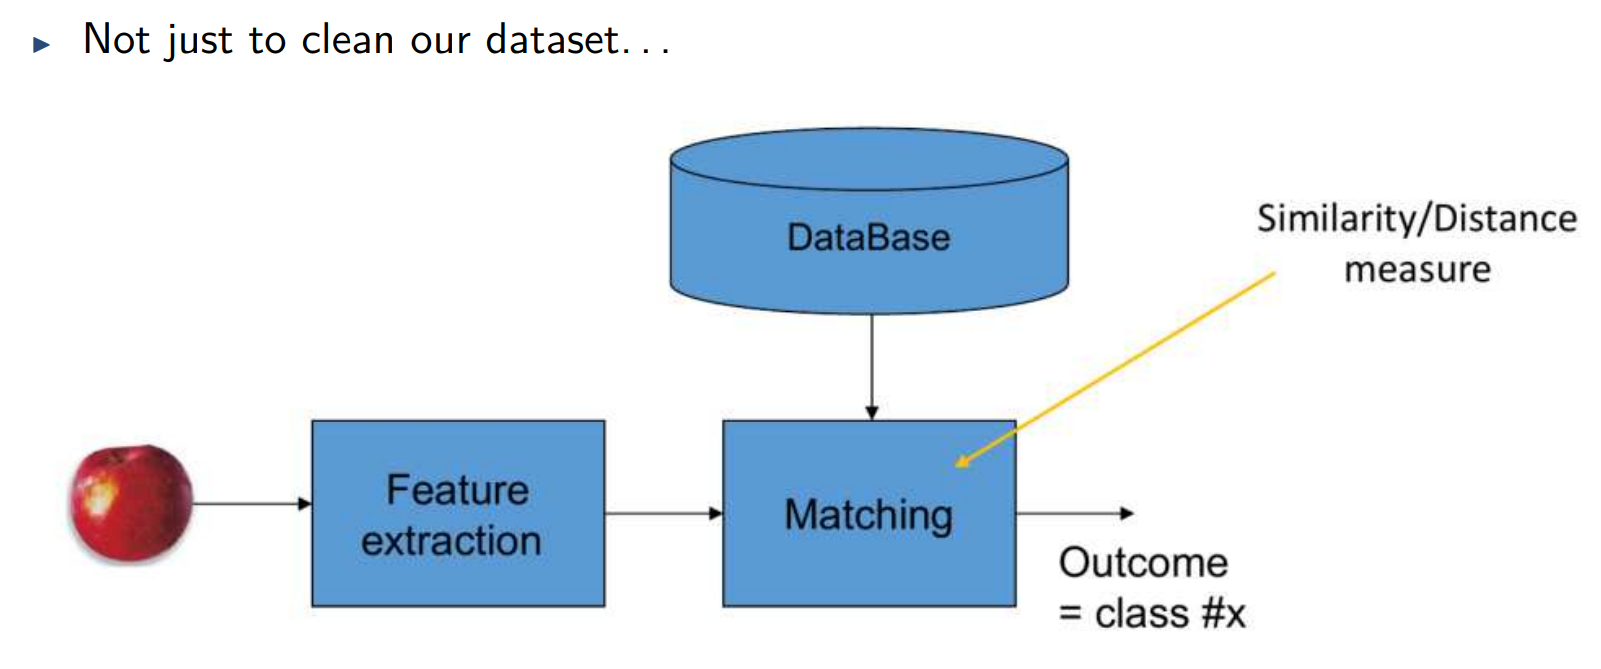 Not just to clean our dataset. . .
DataBase
Similarity/Distance
measure
Feature
extraction
Matching
Outcome
= class #x